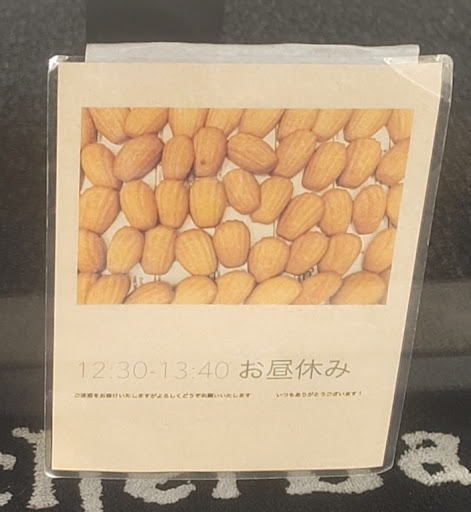 12:30-13:40 お昼休み
ご迷惑をお掛けいたしますがよろしくどうぞお願いいたします いつもありがとうございます！